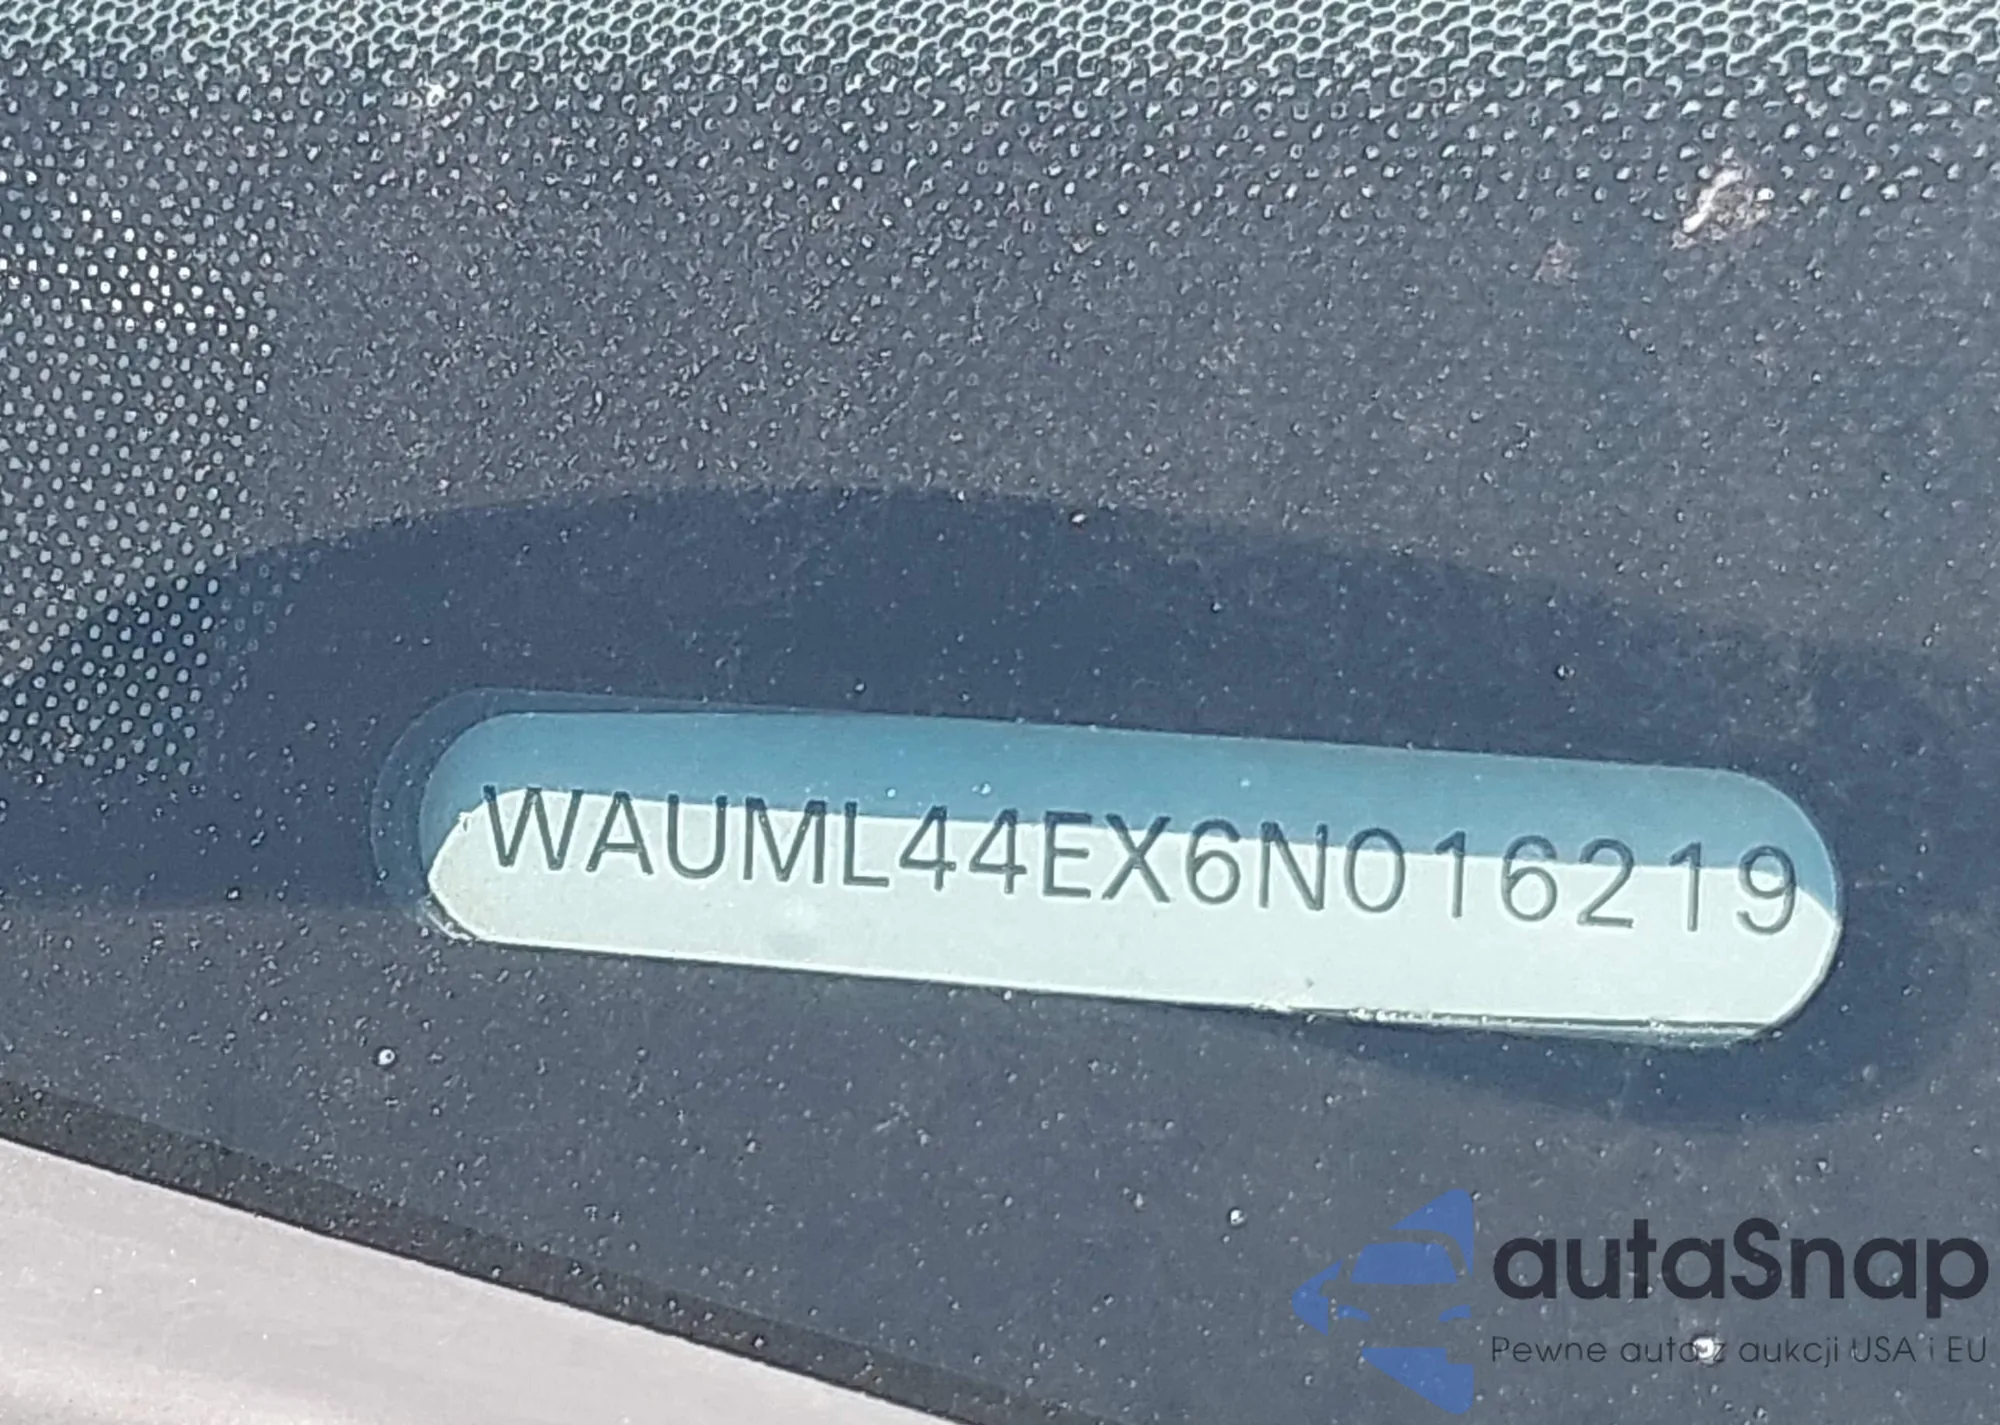 WAUML44EX6N016219
autaSnap
Pewne auta z aukcji USA i EU